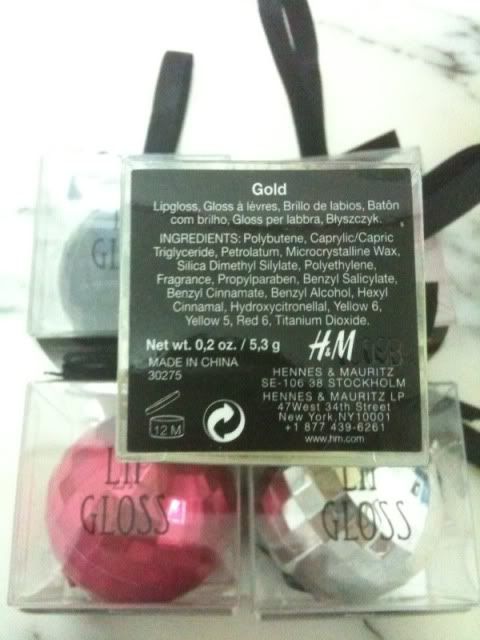 Gold
Lipgloss, Gloss à lèvres, Brillo de labios, Batôn
com brilho, Gloss per labbra, Błyszczyk.
INGREDIENTS: Polybutene, Caprylic/Capric
Triglyceride, Petrolatum, Microcrystalline Wax,
Silica Dimethyl Silylate, Polyethylene,
Fragrance, Propylparaben, Benzyl Salicylate,
Benzyl Cinnamate, Benzyl Alcohol, Hexyl
Cinnamal, Hydroxycitronellal, Yellow 6,
Yellow 5, Red 6, Titanium Dioxide.
Net wt. 0,2 oz. / 5,3 g
MADE IN CHINA
30275
12 M
H&M
HENNES & MAURITZ
SE-106 38 STOCKHOLM
HENNES & MAURITZ LP
47West 34th Street
New York,NY10001
+1 877 439-6261
www.hm.com
LIP
GLOSS
LIP
GLOSS